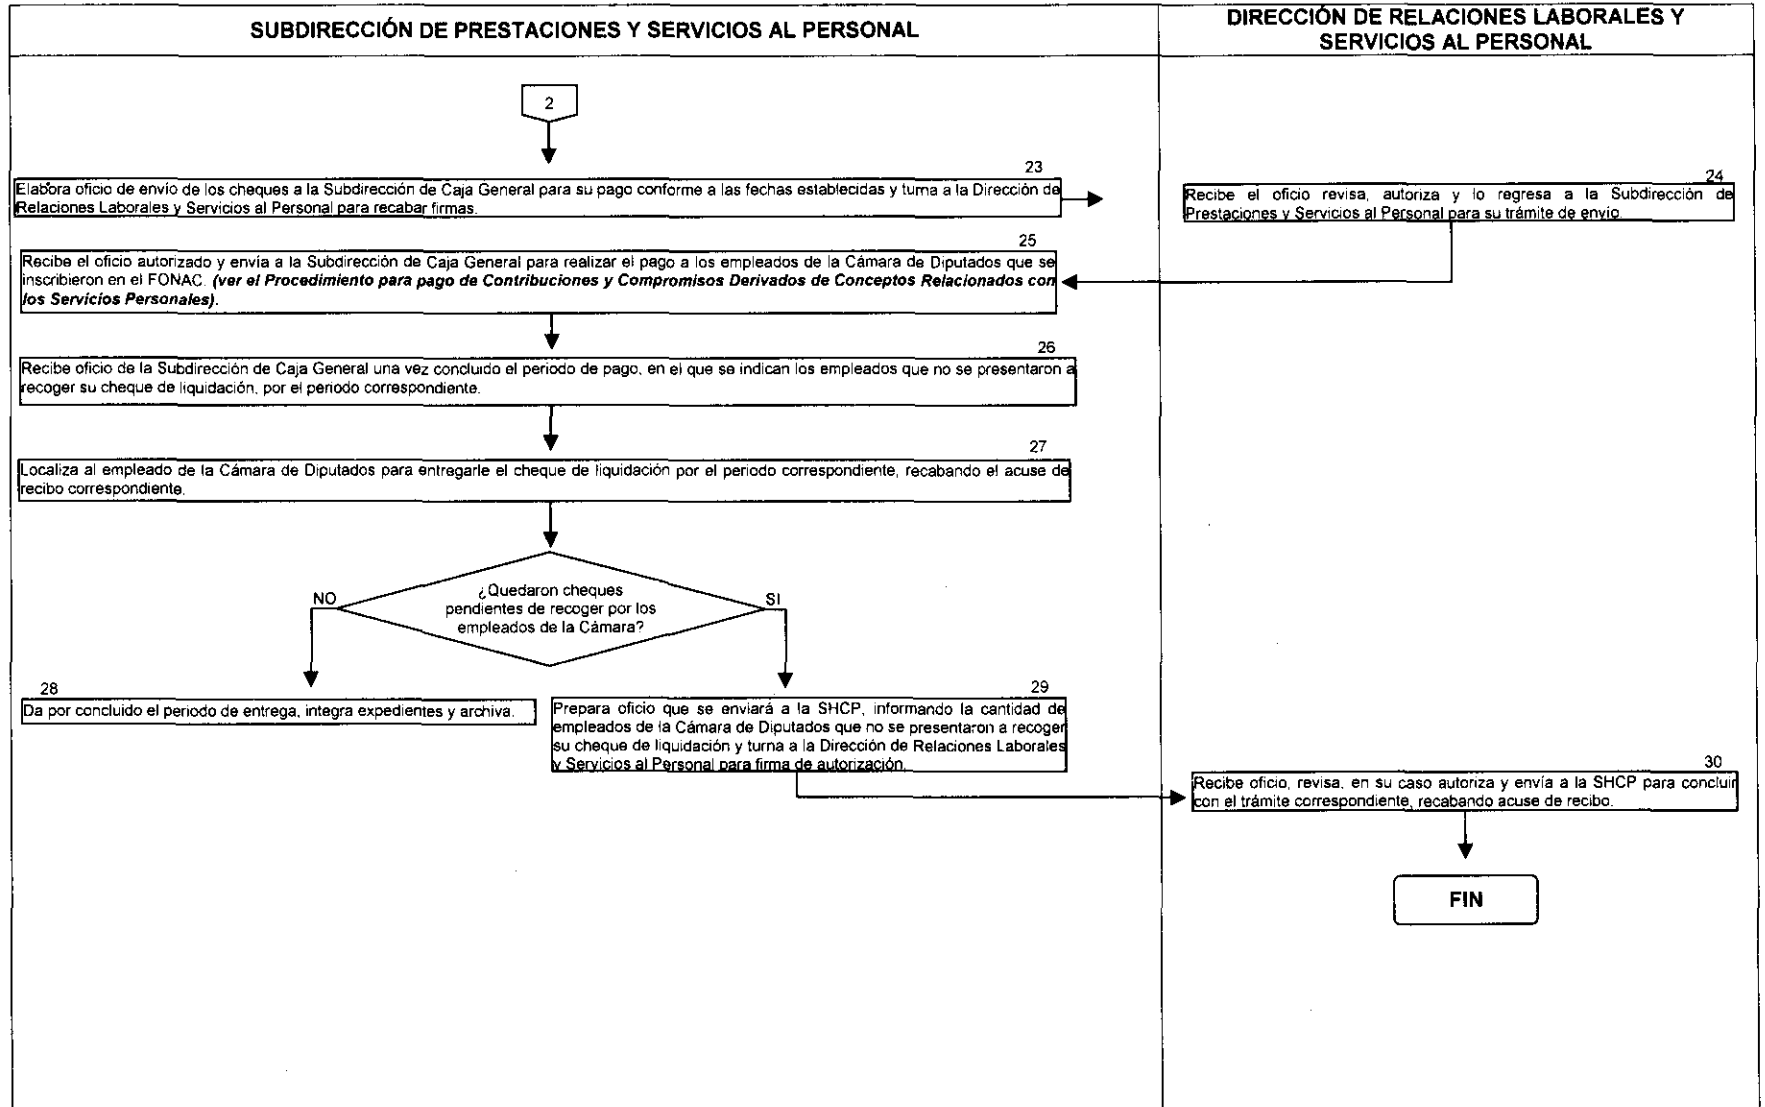 SUBDIRECCIÓN DE PRESTACIONES Y SERVICIOS AL PERSONAL
DIRECCIÓN DE RELACIONES LABORALES Y
SERVICIOS AL PERSONAL
2
23
Elabora oficio de envío de los cheques a la Subdirección de Caja General para su pago conforme a las fechas establecidas y turna a la Dirección de
Relaciones Laborales y Servicios al Personal para recabar firmas.
24
Recibe el oficio revisa, autoriza y lo regresa a la Subdirección de
Prestaciones y Servicios al Personal para su trámite de envío.
25
Recibe el oficio autorizado y envía a la Subdirección de Caja General para realizar el pago a los empleados de la Cámara de Diputados que se
inscribieron en el FONAC. (ver el Procedimiento para pago de Contribuciones y Compromisos Derivados de Conceptos Relacionados con
los Servicios Personales).
26
Recibe oficio de la Subdirección de Caja General una vez concluido el periodo de pago, en el que se indican los empleados que no se presentaron a
recoger su cheque de liquidación, por el periodo correspondiente.
27
Localiza al empleado de la Cámara de Diputados para entregarle el cheque de liquidación por el periodo correspondiente, recabando el acuse de
recibo correspondiente.
¿Quedaron cheques
pendientes de recoger por los
empleados de la Cámara?
NO
SI
28
Da por concluido el periodo de entrega, integra expedientes y archiva.
29
Prepara oficio que se enviará a la SHCP, informando la cantidad de
empleados de la Cámara de Diputados que no se presentaron a recoger
su cheque de liquidación y turna a la Dirección de Relaciones Laborales
y Servicios al Personal para firma de autorización.
30
Recibe oficio, revisa, en su caso autoriza y envía a la SHCP para concluir
con el trámite correspondiente, recabando acuse de recibo.
FIN